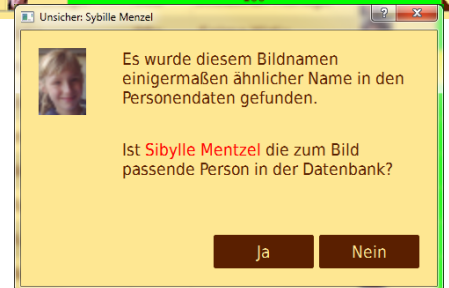 Unsicher: Sybille Menzel
Es wurde diesem Bildnamen
einigermaßen ähnlicher Name in den
Personendaten gefunden.
Ist Sibylle Mentzel die zum Bild
passende Person in der Datenbank?
Ja
Nein